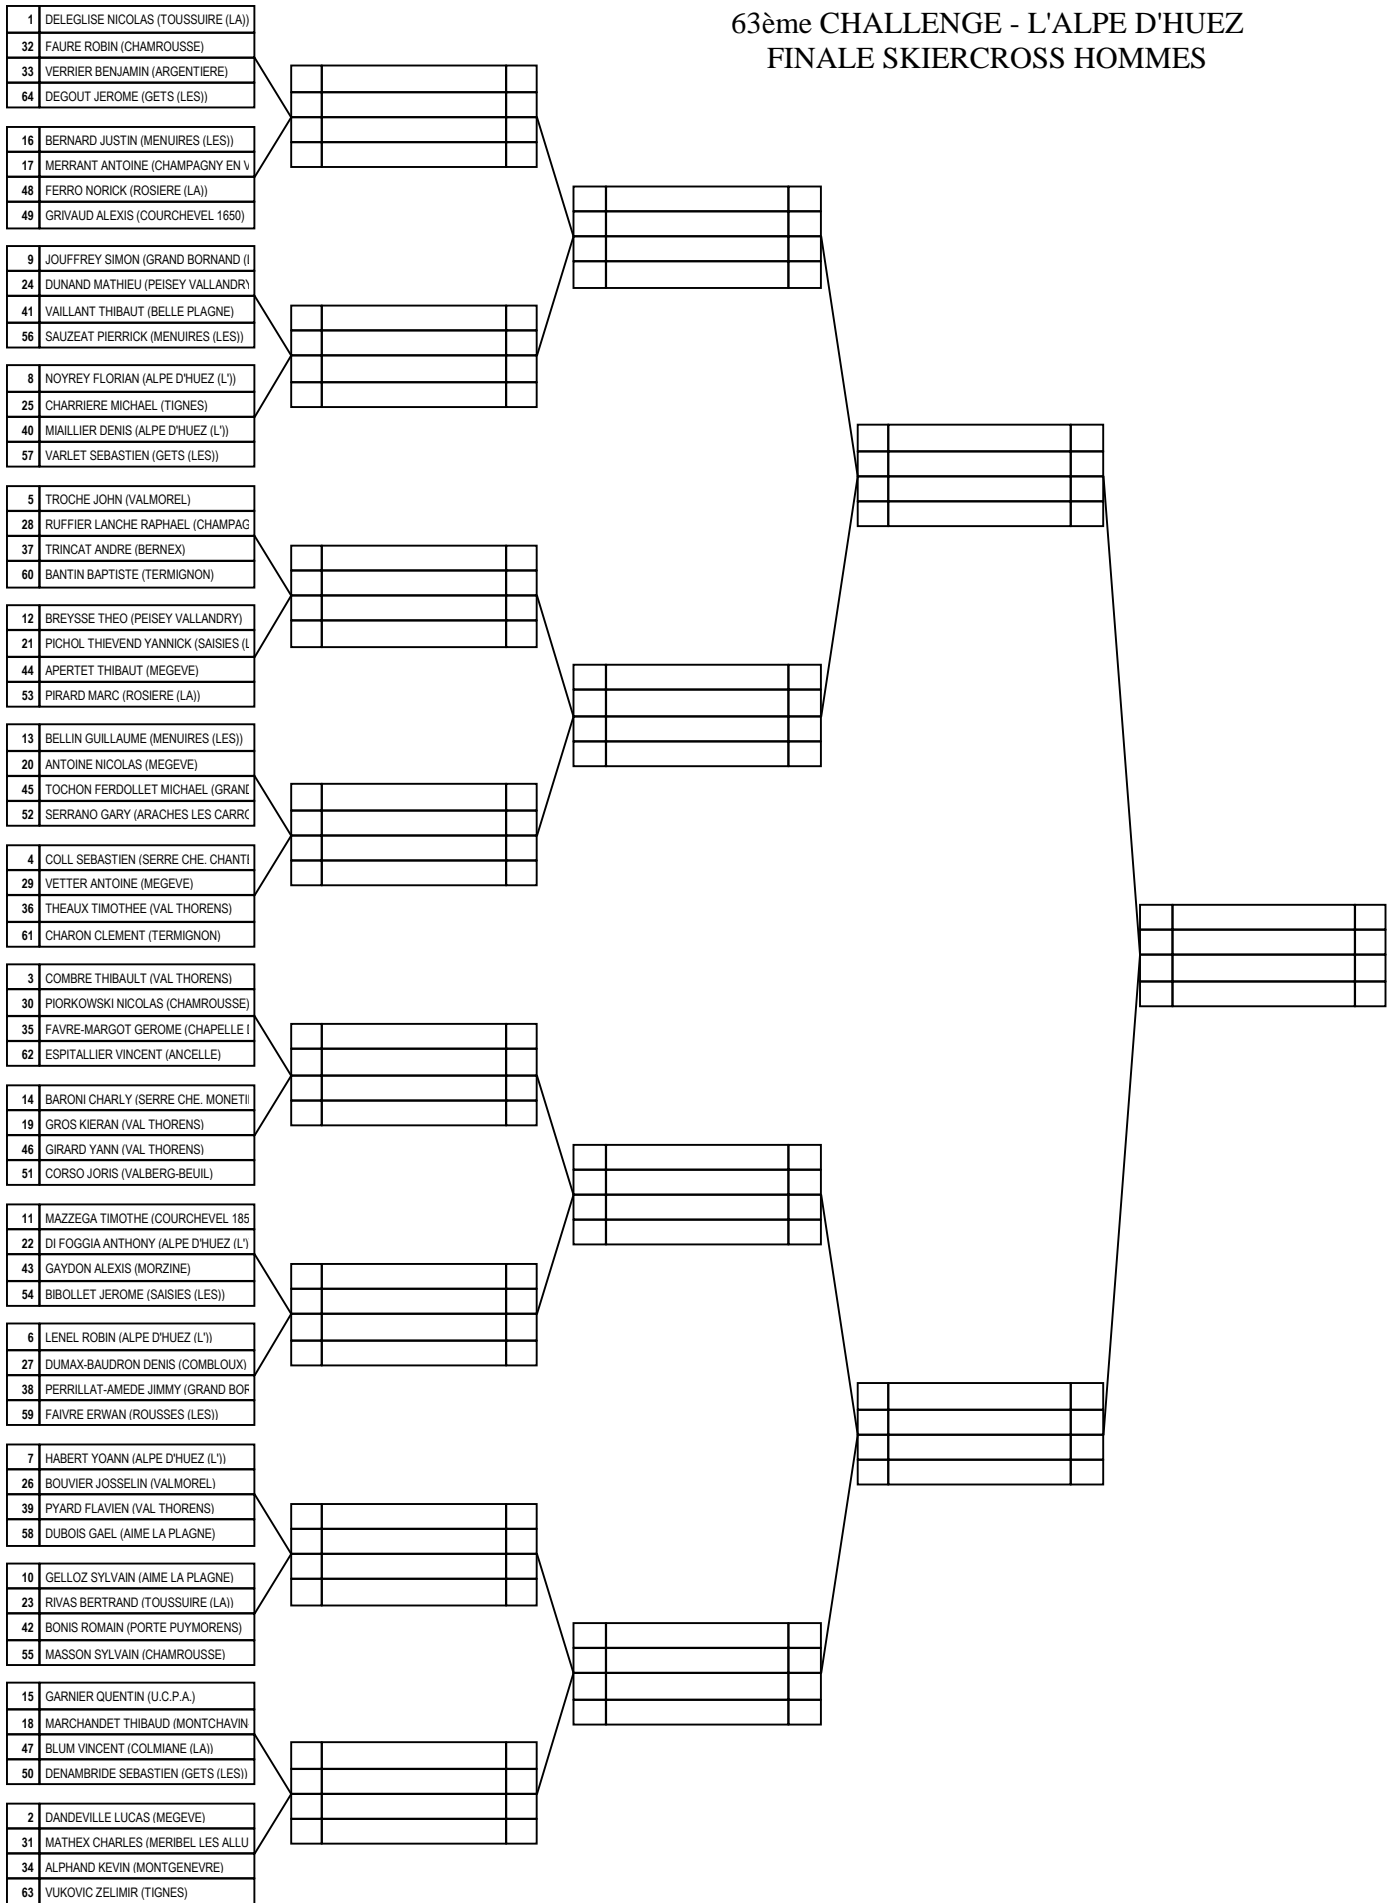 63ème CHALLENGE - L'ALPE D'HUEZ
FINALE SKIERCROSS HOMMES
1 DELEGLISE NICOLAS (TOUSSUIRE (LA))
32 FAURE ROBIN (CHAMROUSSE)
33 VERRIER BENJAMIN (ARGENTIERE)
64 DEGOUT JEROME (GETS (LES))
16 BERNARD JUSTIN (MENUIRES (LES))
17 MERRANT ANTOINE (CHAMPAGNY EN V
48 FERRO NORICK (ROSIERE (LA))
49 GRIVAUD ALEXIS (COURCHEVEL 1650)
9 JOUFFREY SIMON (GRAND BORNAND (
24 DUNAND MATHIEU (PEISEY VALLANDRY
41 VAILLANT THIBAUT (BELLE PLAGNE)
56 SAUZEAT PIERRICK (MENUIRES (LES))
8 NOYREY FLORIAN (ALPE D'HUEZ (L'))
25 CHARRIERE MICHAEL (TIGNES)
40 MIAILLIER DENIS (ALPE D'HUEZ (L'))
57 VARLET SEBASTIEN (GETS (LES))
5 TROCHE JOHN (VALMOREL)
28 RUFFIER LANCHE RAPHAEL (CHAMPAG
37 TRINCAT ANDRE (BERNEX)
60 BANTIN BAPTISTE (TERMIGNON)
12 BREYSSE THEO (PEISEY VALLANDRY)
21 PICHOL THIEVEND YANNICK (SAISIES (L
44 APERTET THIBAUT (MEGEVE)
53 PIRARD MARC (ROSIERE (LA))
13 BELLIN GUILLAUME (MENUIRES (LES))
20 ANTOINE NICOLAS (MEGEVE)
45 TOCHON FERDOLLET MICHAEL (GRAND
52 SERRANO GARY (ARACHES LES CARRO
4 COLL SEBASTIEN (SERRE CHE. CHANTE
29 VETTER ANTOINE (MEGEVE)
36 THEAUX TIMOTHEE (VAL THORENS)
61 CHARON CLEMENT (TERMIGNON)
3 COMBRE THIBAULT (VAL THORENS)
30 PIORKOWSKI NICOLAS (CHAMROUSSE)
35 FAVRE-MARGOT GEROME (CHAPELLE
62 ESPITALLIER VINCENT (ANCELLE)
14 BARONI CHARLY (SERRE CHE. MONETI
19 GROS KIERAN (VAL THORENS)
46 GIRARD YANN (VAL THORENS)
51 CORSO JORIS (VALBERG-BEUIL)
11 MAZZEGA TIMOTHE (COURCHEVEL 185
22 DI FOGGIA ANTHONY (ALPE D'HUEZ (L')
43 GAYDON ALEXIS (MORZINE)
54 BIBOLLET JEROME (SAISIES (LES))
6 LENEL ROBIN (ALPE D'HUEZ (L'))
27 DUMAX-BAUDRON DENIS (COMBLOUX)
38 PERRILLAT-AMEDE JIMMY (GRAND BOR
59 FAIVRE ERWAN (ROUSSES (LES))
7 HABERT YOANN (ALPE D'HUEZ (L'))
26 BOUVIER JOSSELIN (VALMOREL)
39 PYARD FLAVIEN (VAL THORENS)
58 DUBOIS GAEL (AIME LA PLAGNE)
10 GELLOZ SYLVAIN (AIME LA PLAGNE)
23 RIVAS BERTRAND (TOUSSUIRE (LA))
42 BONIS ROMAIN (PORTE PUYMORENS)
55 MASSON SYLVAIN (CHAMROUSSE)
15 GARNIER QUENTIN (U.C.P.A.)
18 MARCHANDET THIBAUD (MONTCHAVIN
47 BLUM VINCENT (COLMIANE (LA))
50 DENAMBRIDE SEBASTIEN (GETS (LES))
2 DANDEVILLE LUCAS (MEGEVE)
31 MATHEX CHARLES (MERIBEL LES ALLU
34 ALPHAND KEVIN (MONTGENEVRE)
63 VUKOVIC ZELIMIR (TIGNES)